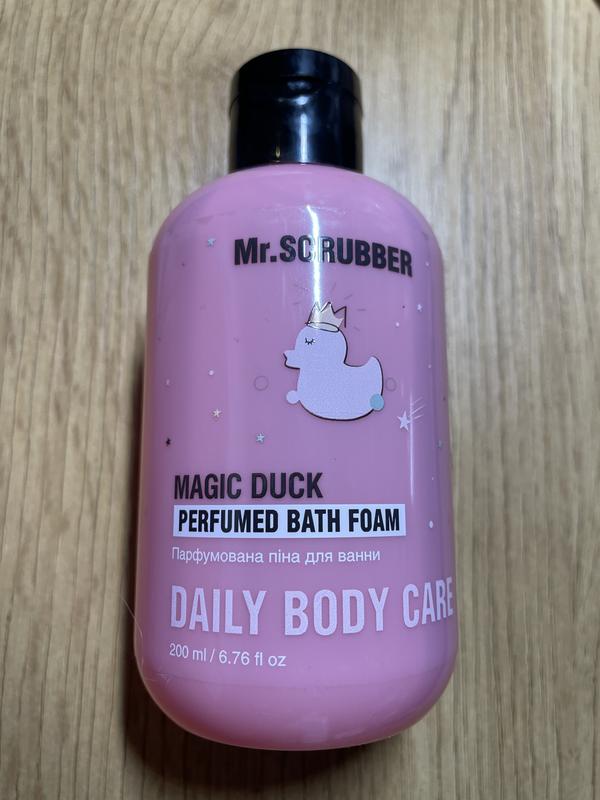 Mr.SCRUBBER
MAGIC DUCK
PERFUMED BATH FOAM
Парфумована піна для ванни
DAILY BODY CARE
200 ml / 6.76 fl oz